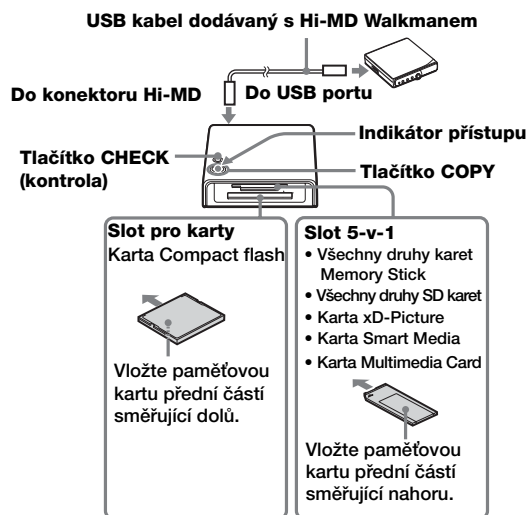 USB kabel dodávaný s Hi-MD Walkmanem
Do konektoru Hi-MD
Do USB portu
Indikátor přístupu
Tlačítko CHECK
(kontrola)
Tlačítko COPY
Slot pro karty
Karta Compact flash
Vložte paměťovou
kartu přední částí
směřující dolů.
Slot 5-v-1
• Všechny druhy karet
Memory Stick
• Všechny druhy SD karet
• Karta xD-Picture
• Karta Smart Media
• Karta Multimedia Card
Vložte paměťovou
kartu přední částí
směřující nahoru.